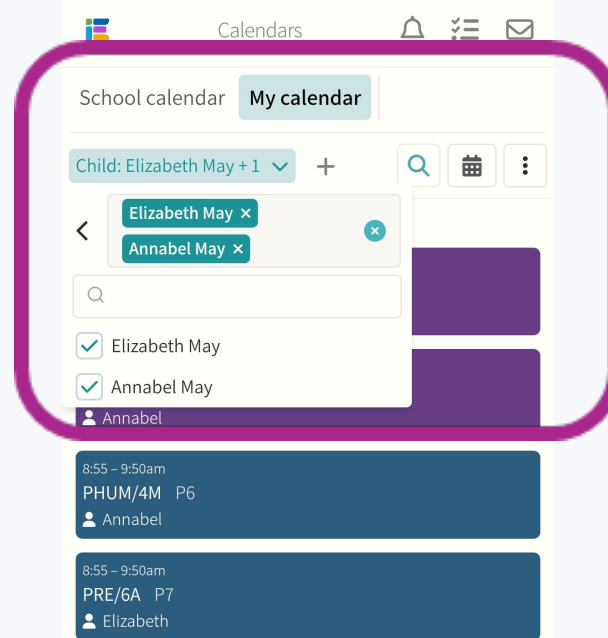 Calendars
School calendar My calendar
Child: Elizabeth May + 1
Elizabeth May ×
Annabel May ×
Elizabeth May
Annabel May
Annabel
8:55 – 9:50am
PHUM/4M P6
Annabel
8:55 – 9:50am
PRE/6A P7
Elizabeth